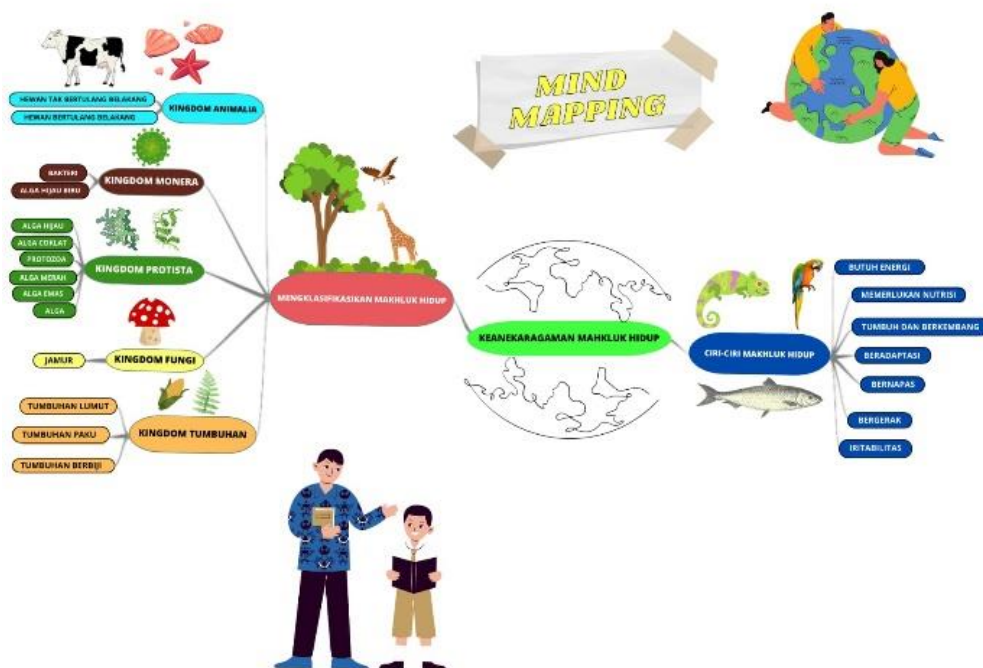 MIND
MAPPING
HEWAN TAK BERTULANG BELAKANG
HEWAN BERTULANG BELAKANG
KINGDOM ANIMALIA
BAKTERI
ALGA HIJAU BIRU
KINGDOM MONERA
ALGA HIJAU
ALGA COKLAT
PROTOZOA
ALGA MERAH
ALGA EMAS
ALGA
KINGDOM PROTISTA
JAMUR
KINGDOM FUNGI
TUMBUHAN LUMUT
TUMBUHAN PAKU
TUMBUHAN BERBIJI
KINGDOM TUMBUHAN
MENGKLASIFIKASIKAN MAKHLUK HIDUP
KEANEKARAGAMAN MAHKLUK HIDUP
CIRI-CIRI MAKHLUK HIDUP
BUTUH ENERGI
MEMERLUKAN NUTRISI
TUMBUH DAN BERKEMBANG
BERADAPTASI
BERNAPAS
BERGERAK
IRITABILITAS